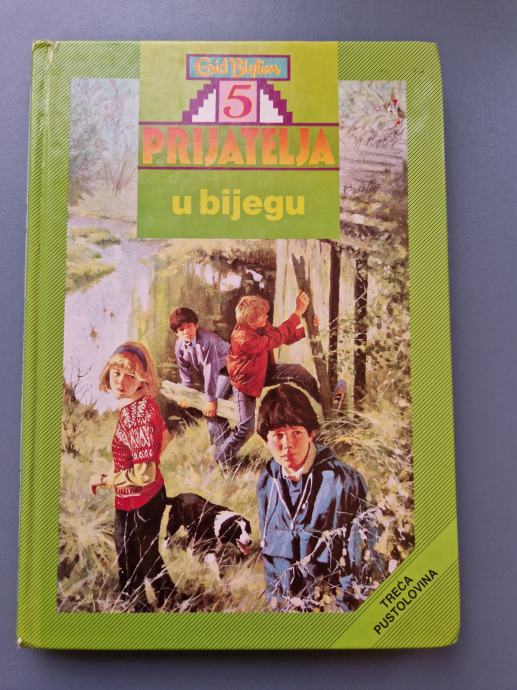 Enid Blyton's
5
PRIJATELJA
u bijegu
TREĆA
PUSTOLOVINA